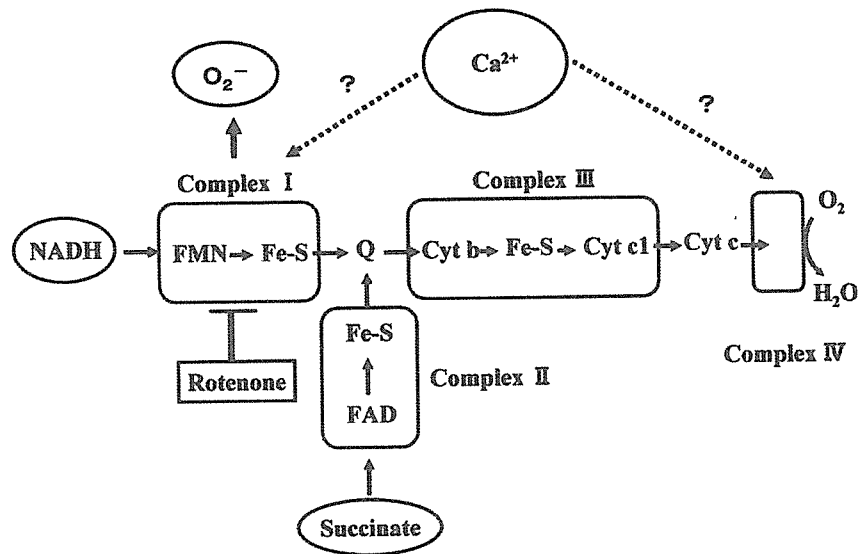 O₂⁻
Ca²⁺
?
?
Complex Ⅰ
Complex Ⅲ
NADH
FMN
Fe-S
Q
Cyt b
Fe-S
Cyt c1
Cyt c
O₂
H₂O
Rotenone
Fe-S
FAD
Complex Ⅱ
Complex Ⅳ
Succinate